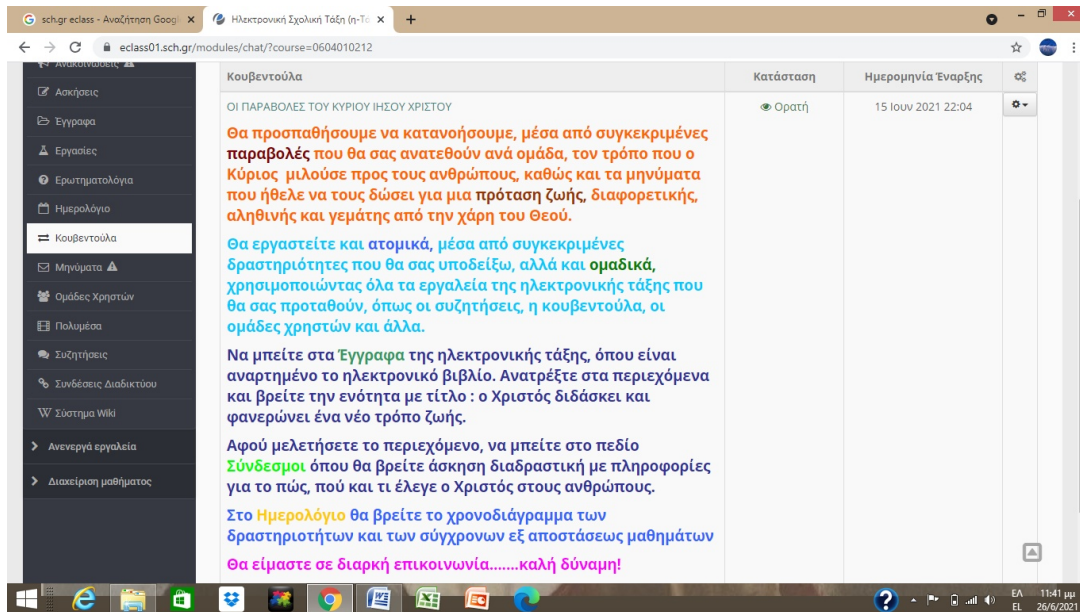 sch.gr eclass - Αναζήτηση Googl
Ηλεκτρονική Σχολική Τάξη (η-Τά
eclass01.sch.gr/modules/chat/?course=0604010212
Ανακοινώσεις
Ασκήσεις
Έγγραφα
Εργασίες
Ερωτηματολόγια
Ημερολόγιο
Κουβεντούλα
Μηνύματα
Ομάδες Χρηστών
Πολυμέσα
Συζητήσεις
Συνδέσεις Διαδικτύου
Σύστημα Wiki
Ανενεργά εργαλεία
Διαχείριση μαθήματος
Κουβεντούλα Κατάσταση Ημερομηνία Έναρξης
ΟΙ ΠΑΡΑΒΟΛΕΣ ΤΟΥ ΚΥΡΙΟΥ ΙΗΣΟΥ ΧΡΙΣΤΟΥ Ορατή 15 Ιουν 2021 22:04
Θα προσπαθήσουμε να κατανοήσουμε, μέσα από συγκεκριμένες
παραβολές που θα σας ανατεθούν ανά ομάδα, τον τρόπο που ο
Κύριος μιλούσε προς τους ανθρώπους, καθώς και τα μηνύματα
που ήθελε να τους δώσει για μια πρόταση ζωής, διαφορετικής,
αληθινής και γεμάτης από την χάρη του Θεού.
Θα εργαστείτε και ατομικά, μέσα από συγκεκριμένες
δραστηριότητες που θα σας υποδείξω, αλλά και ομαδικά,
χρησιμοποιώντας όλα τα εργαλεία της ηλεκτρονικής τάξης που
θα σας προταθούν, όπως οι συζητήσεις, η κουβεντούλα, οι
ομάδες χρηστών και άλλα.
Να μπείτε στα Έγγραφα της ηλεκτρονικής τάξης, όπου είναι
αναρτημένο το ηλεκτρονικό βιβλίο. Ανατρέξτε στα περιεχόμενα
και βρείτε την ενότητα με τίτλο : ο Χριστός διδάσκει και
φανερώνει ένα νέο τρόπο ζωής.
Αφού μελετήσετε το περιεχόμενο, να μπείτε στο πεδίο
Σύνδεσμοι όπου θα βρείτε άσκηση διαδραστική με πληροφορίες
για το πώς, πού και τι έλεγε ο Χριστός στους ανθρώπους.
Στο Ημερολόγιο θα βρείτε το χρονοδιάγραμμα των
δραστηριοτήτων και των σύγχρονων εξ αποστάσεως μαθημάτων
Θα είμαστε σε διαρκή επικοινωνία.......καλή δύναμη!
ΕΛ 11:41 μμ
EL 26/6/2021